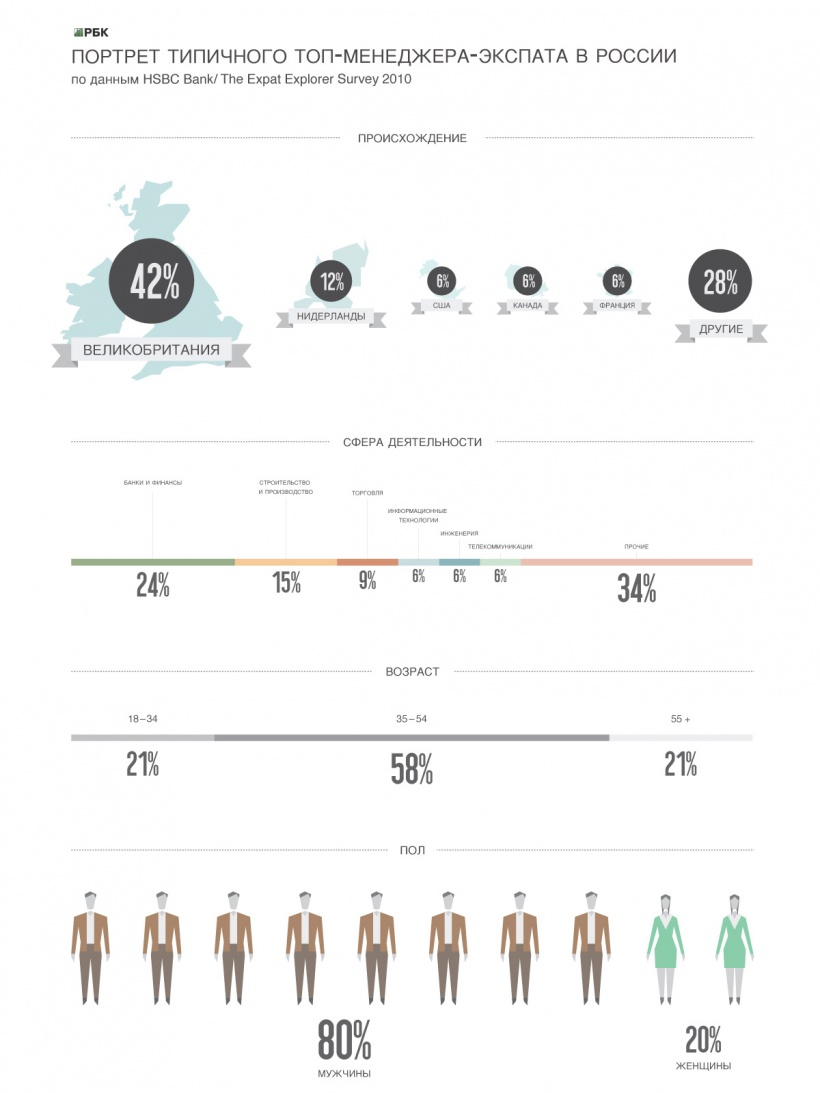 РБК
ПОРТРЕТ ТИПИЧНОГО ТОП-МЕНЕДЖЕРА-ЭКСПАТА В РОССИИ
по данным HSBC Bank/ The Expat Explorer Survey 2010
ПРОИСХОЖДЕНИЕ
42%
ВЕЛИКОБРИТАНИЯ
12%
НИДЕРЛАНДЫ
6%
США
6%
КАНАДА
6%
ФРАНЦИЯ
28%
ДРУГИЕ
СФЕРА ДЕЯТЕЛЬНОСТИ
БАНКИ И ФИНАНСЫ
СТРОИТЕЛЬСТВО
И ПРОИЗВОДСТВО
ТОРГОВЛЯ
ИНФОРМАЦИОННЫЕ
ТЕХНОЛОГИИ
ИНЖЕНЕРИЯ
ТЕЛЕКОММУНИКАЦИИ
ПРОЧИЕ
24%
15%
9%
6%
6%
6%
34%
ВОЗРАСТ
18–34
35–54
55 +
21%
58%
21%
ПОЛ
80%
МУЖЧИНЫ
20%
ЖЕНЩИНЫ